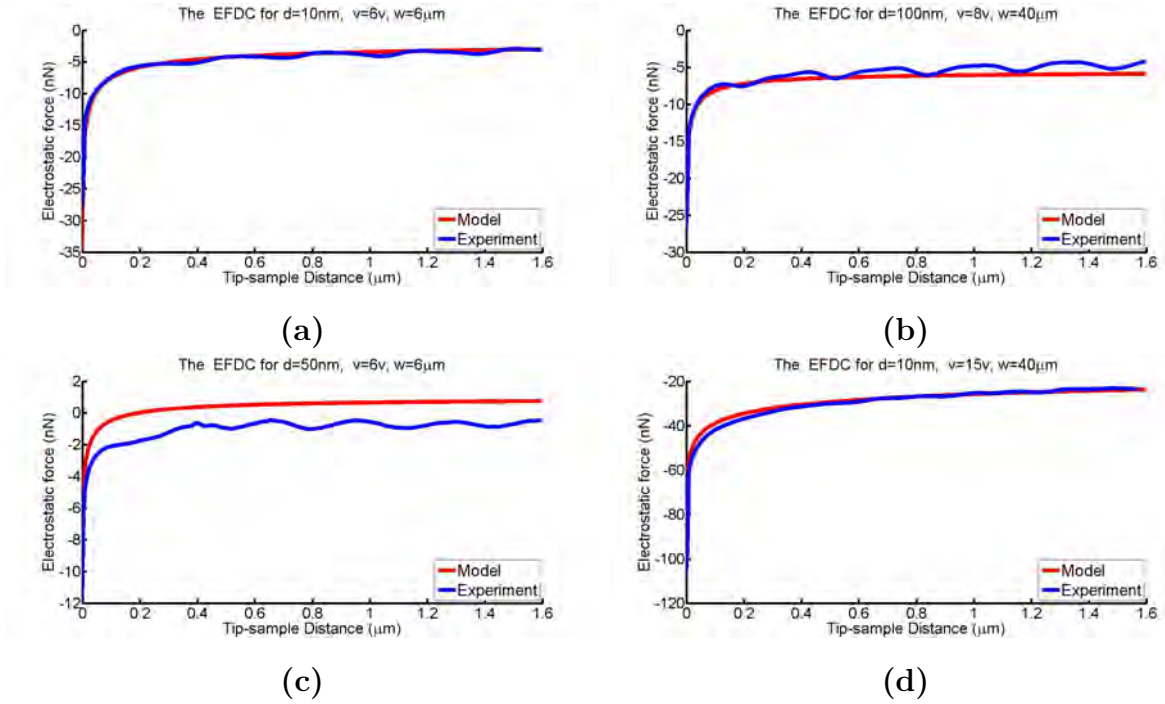 The EFDC for d=10nm, v=6v, w=6μm
0
-5
-10
-15
-20
-25
-30
-35
Electrostatic force (nN)
Model
Experiment
0 0.2 0.4 0.6 0.8 1 1.2 1.4 1.6
Tip-sample Distance (μm)
(a)
The EFDC for d=100nm, v=8v, w=40μm
0
-5
-10
-15
-20
-25
-30
Electrostatic force (nN)
Model
Experiment
0 0.2 0.4 0.6 0.8 1 1.2 1.4 1.6
Tip-sample Distance (μm)
(b)
The EFDC for d=50nm, v=6v, w=6μm
2
0
-2
-4
-6
-8
-10
-12
Electrostatic force (nN)
Model
Experiment
0 0.2 0.4 0.6 0.8 1 1.2 1.4 1.6
Tip-sample Distance (μm)
(c)
The EFDC for d=10nm, v=15v, w=40μm
-20
-40
-60
-80
-100
-120
Electrostatic force (nN)
Model
Experiment
0 0.2 0.4 0.6 0.8 1 1.2 1.4 1.6
Tip-sample Distance (μm)
(d)